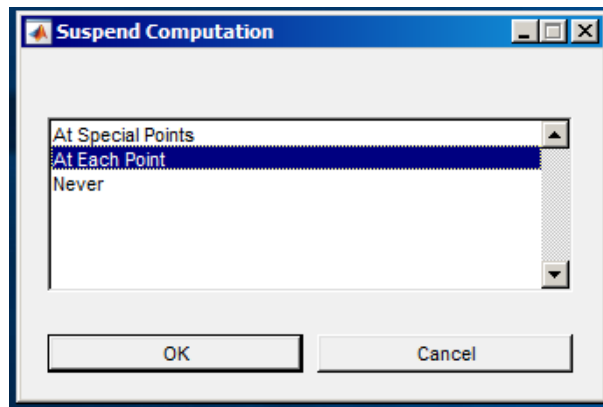 Suspend Computation
At Special Points
At Each Point
Never
OK Cancel